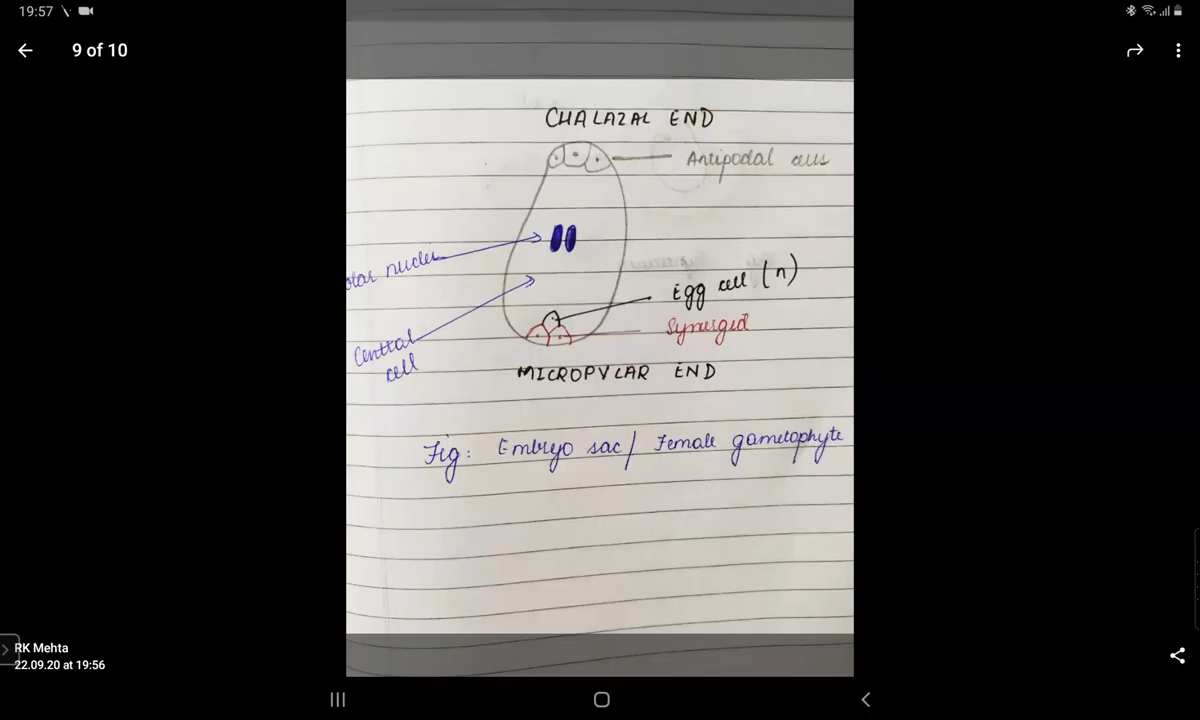 19:57
9 of 10
CHALAZAL END
Antipodal cells
olar nuclei
Egg cell (n)
Synergid
Central
cell
MICROPYLAR END
Fig: Embryo sac/ Female gametophyte
RK Mehta
22.09.20 at 19:56